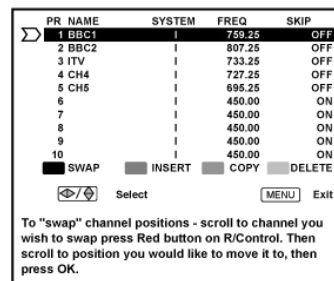 PR NAME SYSTEM FREQ SKIP
1 BBC1 I 759.25 OFF
2 BBC2 I 807.25 OFF
3 ITV I 733.25 OFF
4 CH4 I 727.25 OFF
5 CH5 I 695.25 OFF
6 I 450.00 ON
7 I 450.00 ON
8 I 450.00 ON
9 I 450.00 ON
10 I 450.00 ON
SWAP INSERT COPY DELETE
/ Select MENU Exit
To "swap" channel positions - scroll to channel you
wish to swap press Red button on R/Control. Then
scroll to position you would like to move it to, then
press OK.